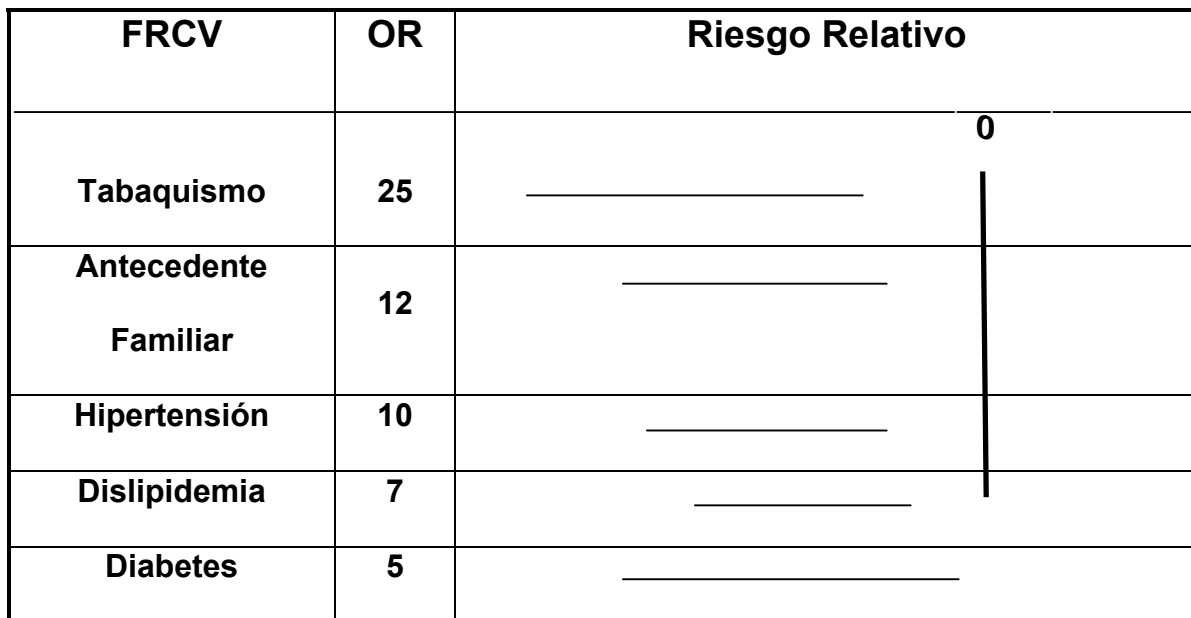 FRCV OR Riesgo Relativo
0
Tabaquismo 25
Antecedente
12
Familiar
Hipertensión 10
Dislipidemia 7
Diabetes 5